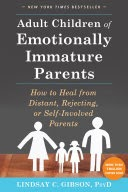 NEW YORK TIMES BESTSELLER
Adult Children of
Emotionally Immature
Parents
How to Heal from
Distant, Rejecting, or
Self-Involved
Parents
LINDSAY C. GIBSON, PsyD